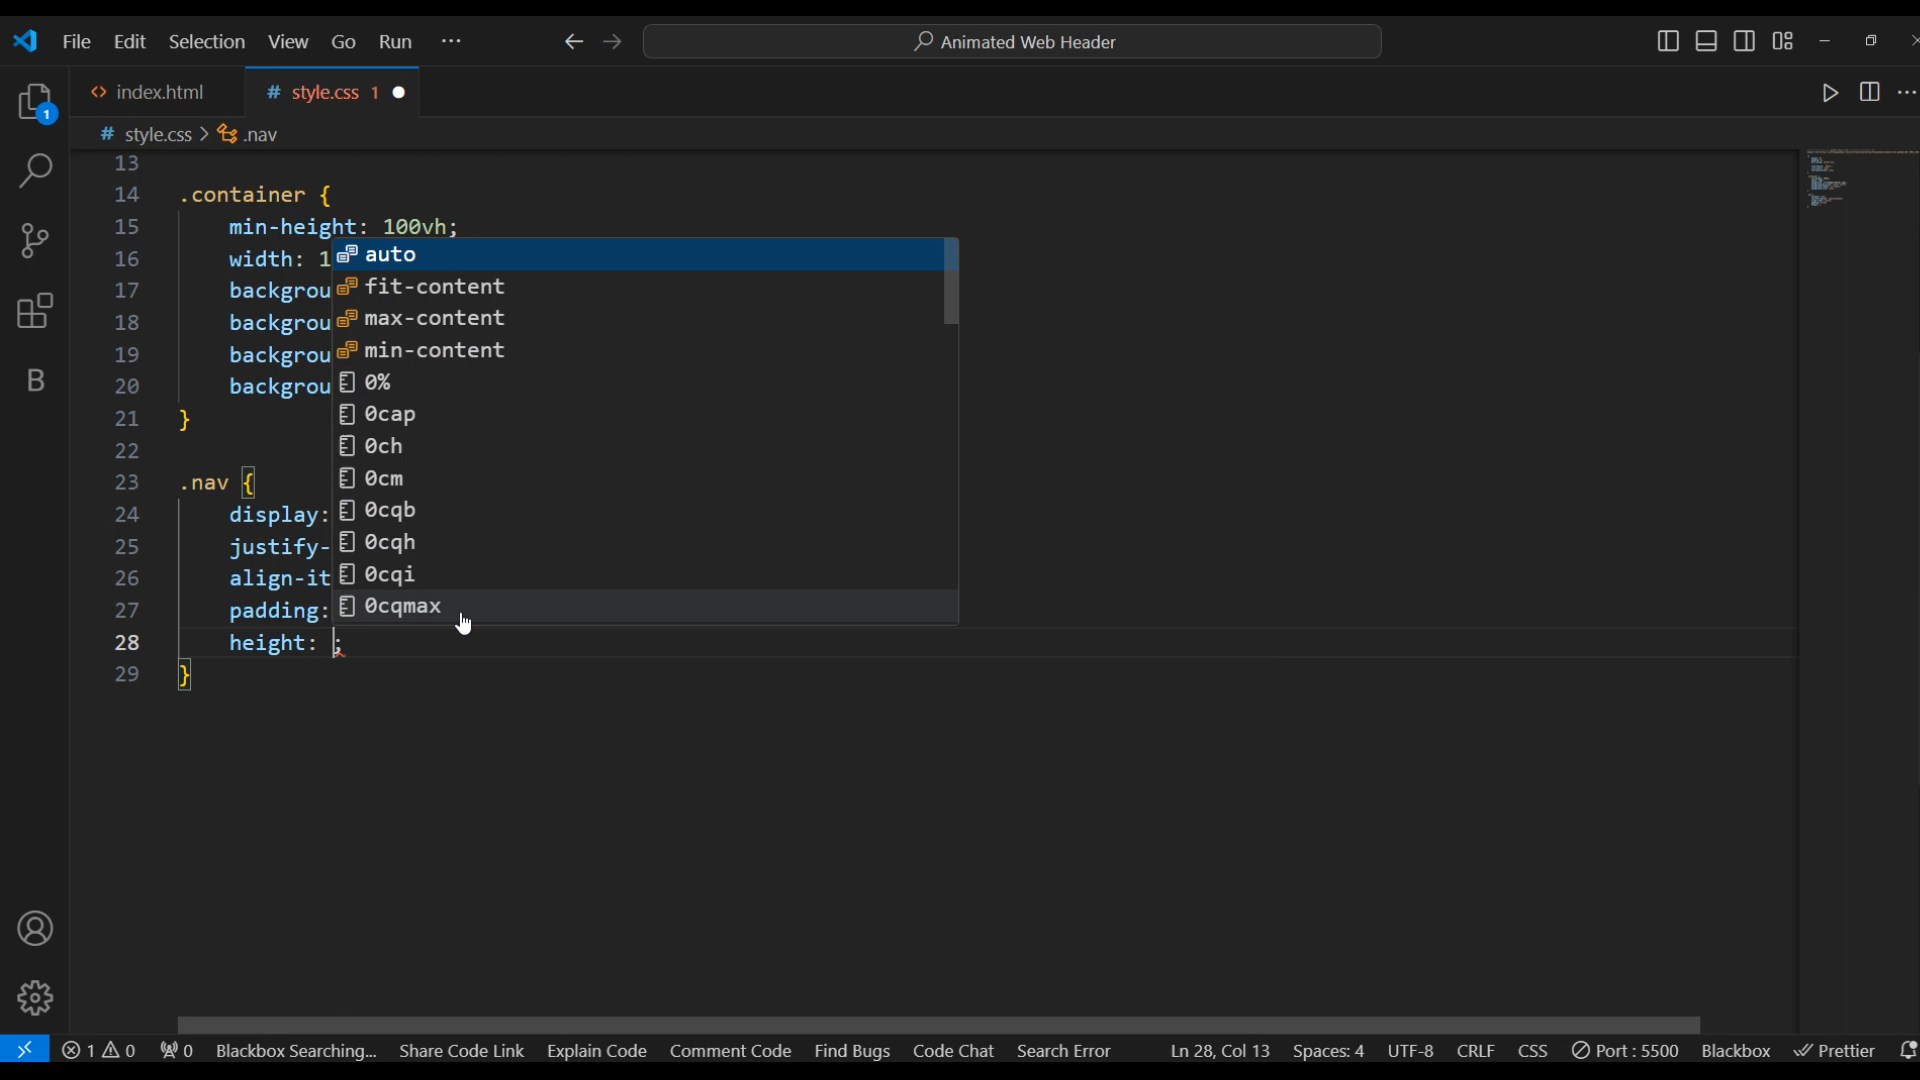 File Edit Selection View Go Run ··· Animated Web Header
1
index.html # style.css 1
# style.css > .nav
13
14 .container {
15 min-height: 100vh;
16 width: 1
17 backgrou
18 backgrou
19 backgrou
20 backgrou
21 }
22
23 .nav {
24 display:
25 justify-
26 align-it
27 padding:
28 height: ;
29 }
auto
fit-content
max-content
min-content
0%
0cap
0ch
0cm
0cqb
0cqh
0cqi
0cqmax
B
1 0 0 Blackbox Searching... Share Code Link Explain Code Comment Code Find Bugs Code Chat Search Error Ln 28, Col 13 Spaces: 4 UTF-8 CRLF CSS Port : 5500 Blackbox Prettier